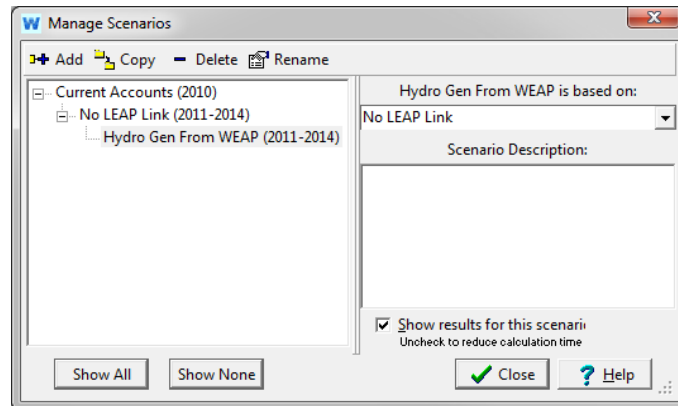 Manage Scenarios
Add Copy Delete Rename
Current Accounts (2010)
No LEAP Link (2011-2014)
Hydro Gen From WEAP (2011-2014)
Hydro Gen From WEAP is based on:
No LEAP Link
Scenario Description:
Show results for this scenari
Uncheck to reduce calculation time
Show All Show None Close ? Help